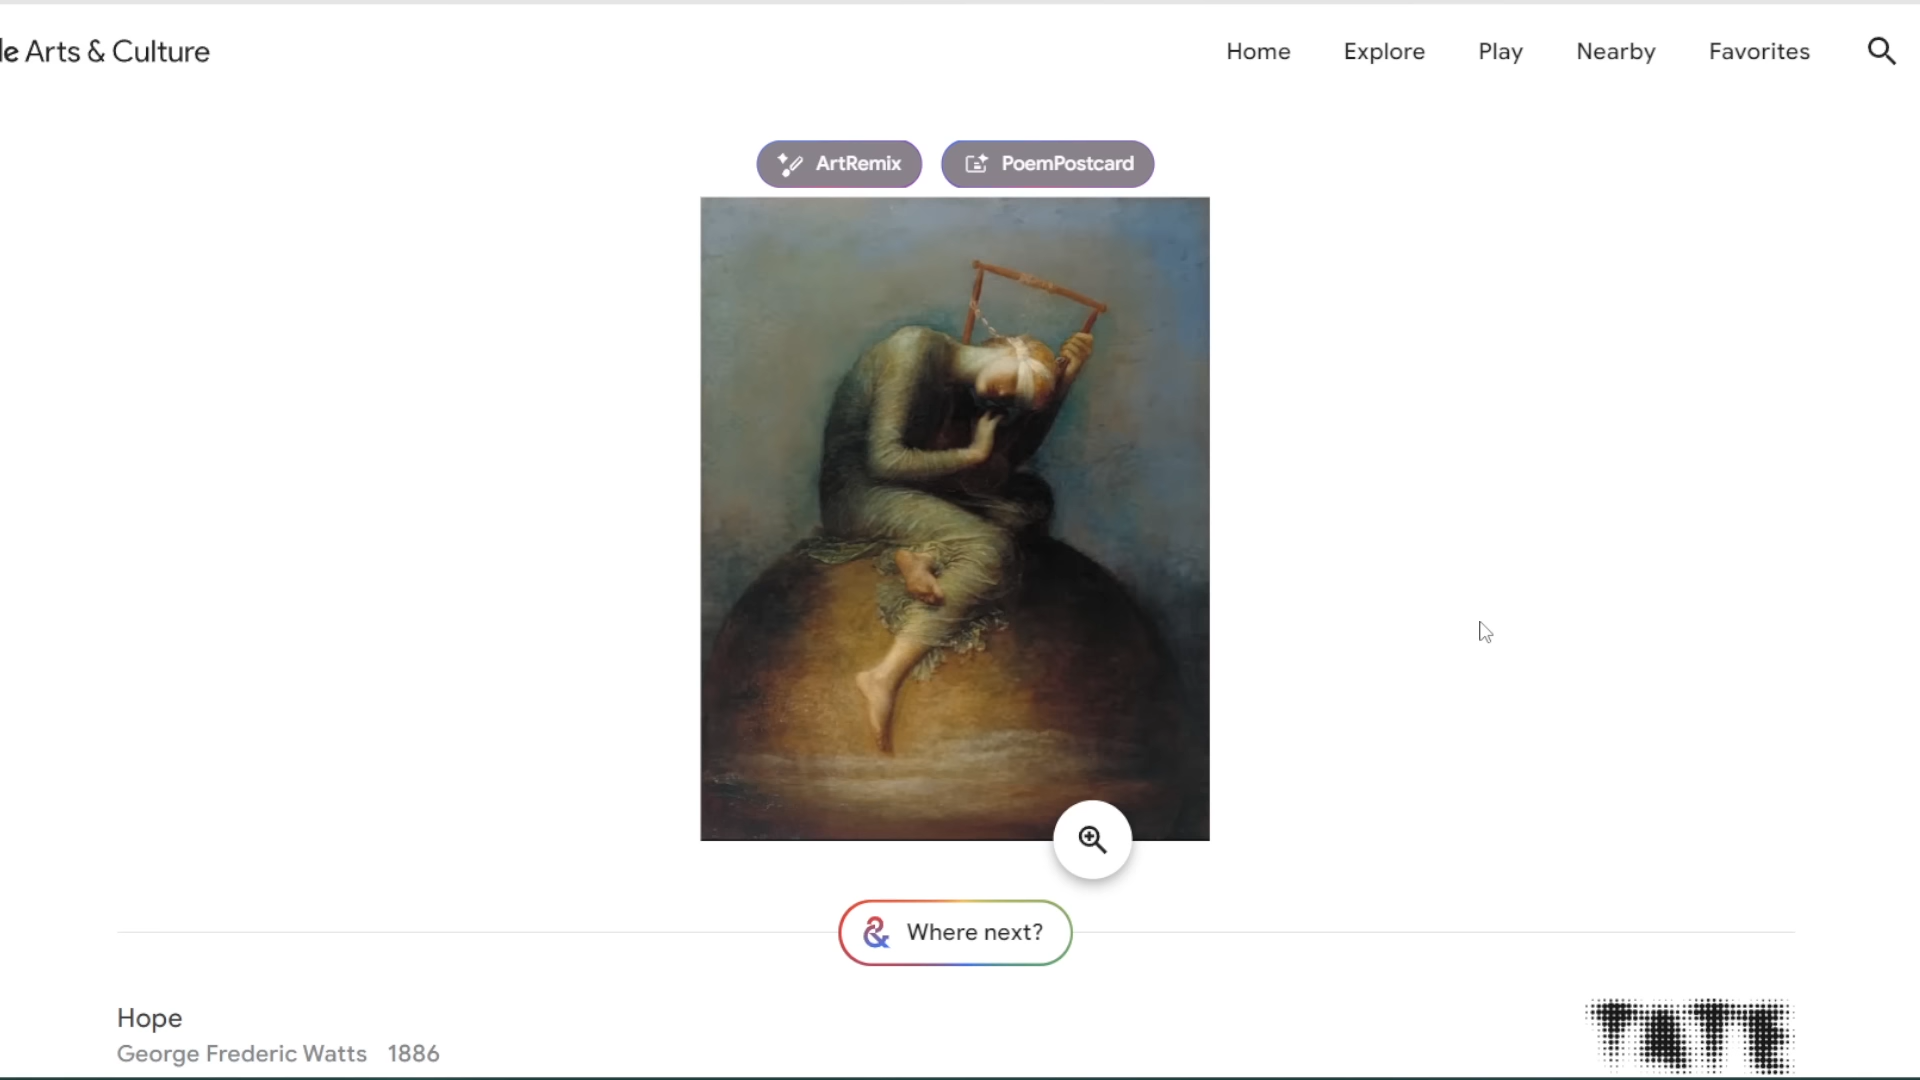 le Arts & Culture
Home Explore Play Nearby Favorites
ArtRemix PoemPostcard
Where next?
Hope
George Frederic Watts 1886
TATE